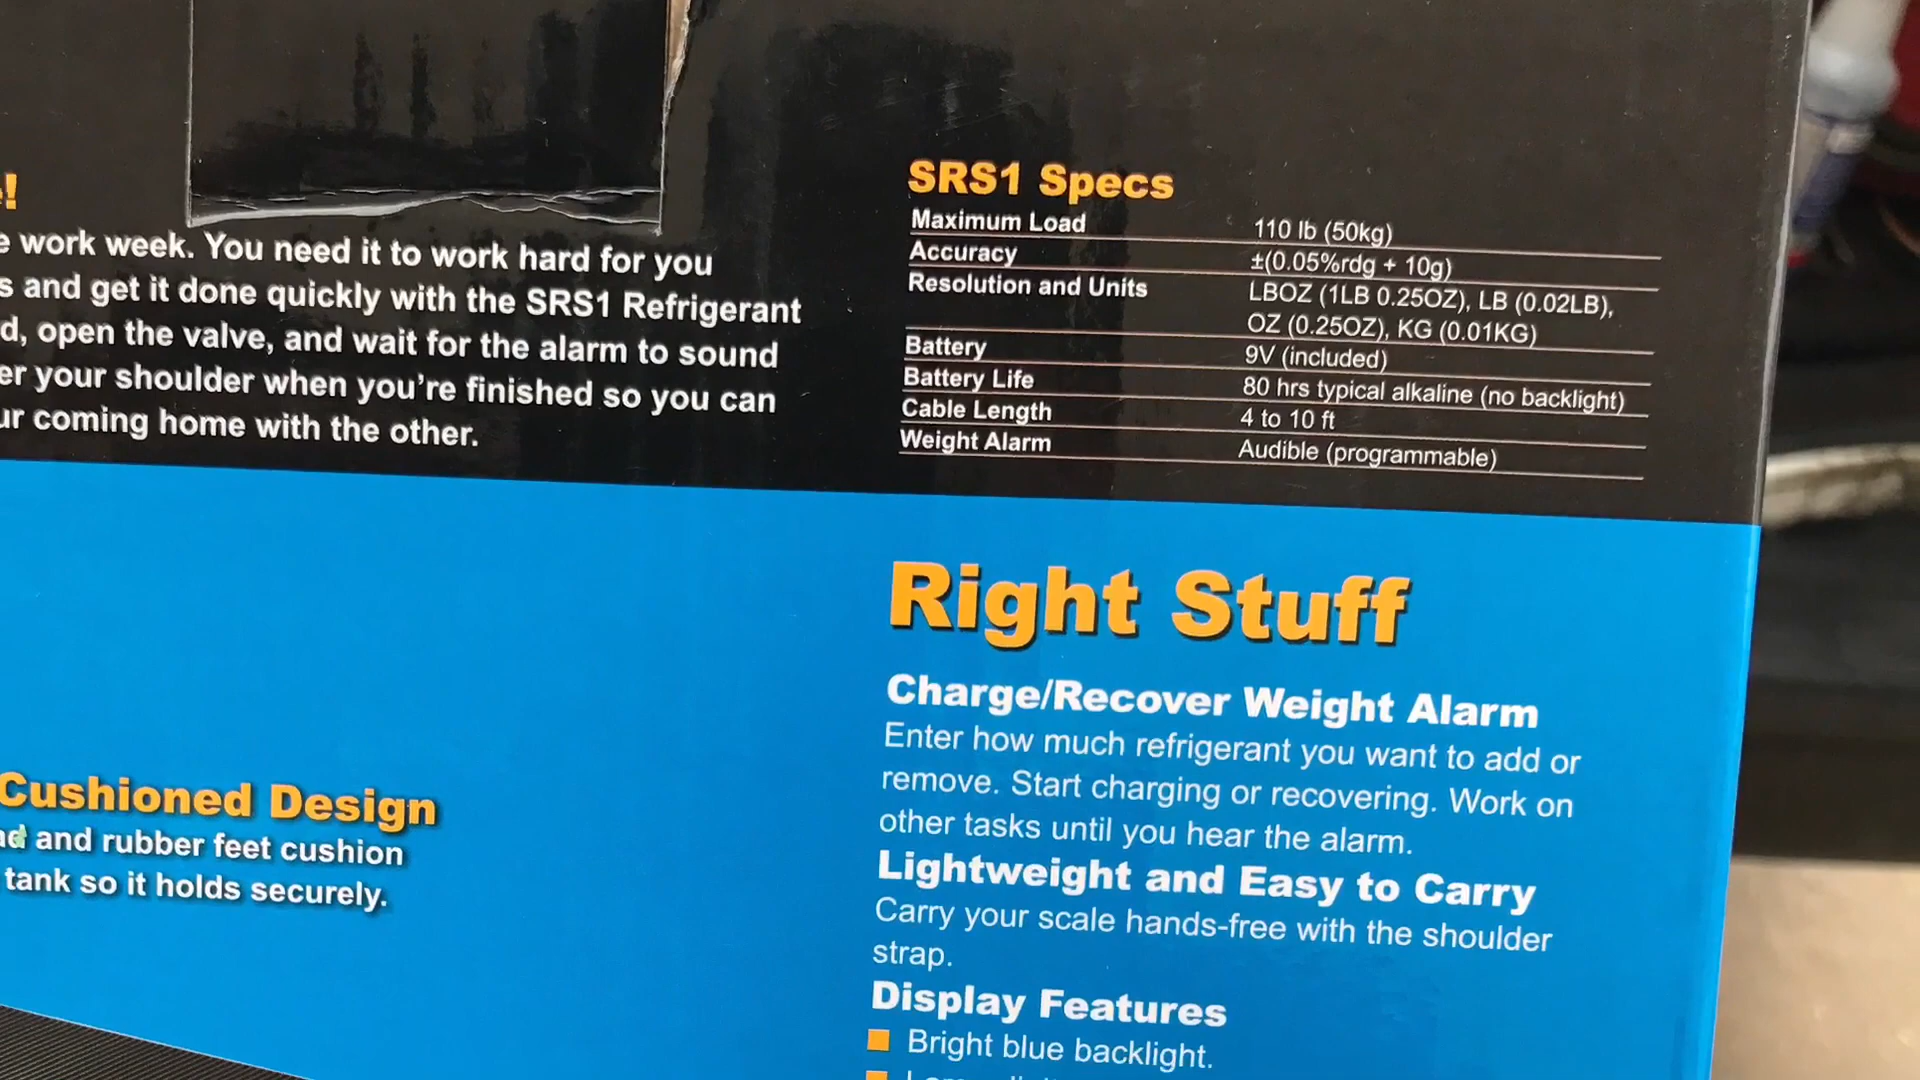 !
work week. You need it to work hard for you
and get it done quickly with the SRS1 Refrigerant
open the valve, and wait for the alarm to sound
your shoulder when you're finished so you can
coming home with the other.
SRS1 Specs
Maximum Load 110 lb (50kg)
Accuracy ±(0.05%rdg + 10g)
Resolution and Units LBOZ (1LB 0.25OZ), LB (0.02LB),
OZ (0.25OZ), KG (0.01KG)
Battery 9V (included)
Battery Life 80 hrs typical alkaline (no backlight)
Cable Length 4 to 10 ft
Weight Alarm Audible (programmable)
Cushioned Design
and rubber feet cushion
tank so it holds securely.
Right Stuff
Charge/Recover Weight Alarm
Enter how much refrigerant you want to add or
remove. Start charging or recovering. Work on
other tasks until you hear the alarm.
Lightweight and Easy to Carry
Carry your scale hands-free with the shoulder
strap.
Display Features
Bright blue backlight.